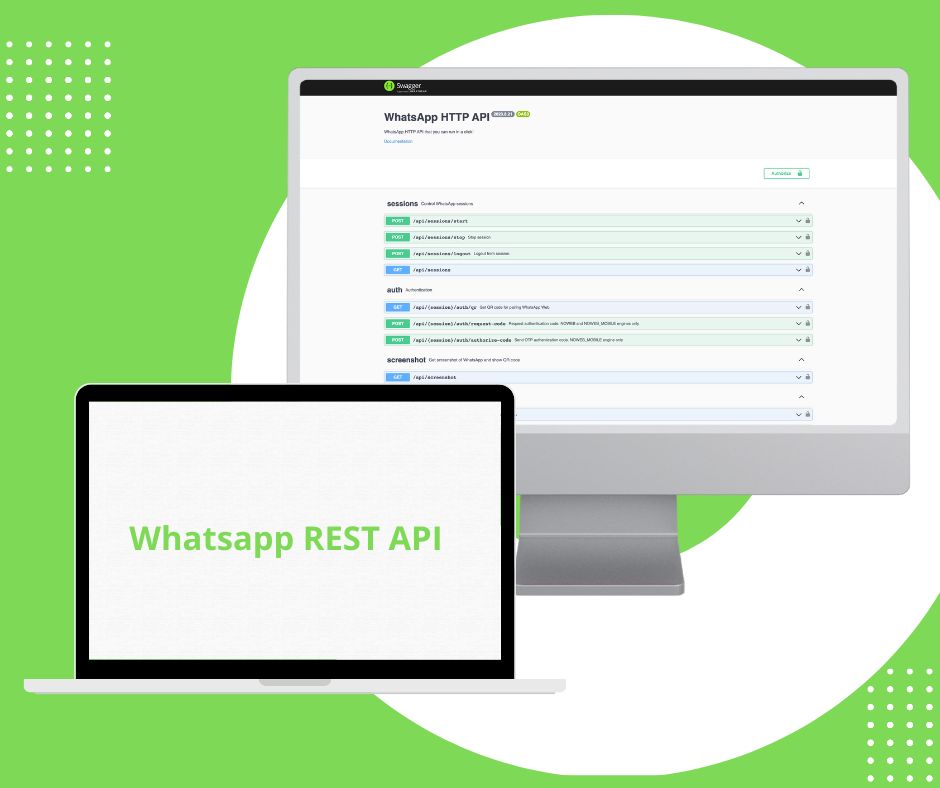 Swagger
WhatsApp HTTP API 2023.8.21 OAS3
WhatsApp HTTP API that you can run in a click!
Documentation
Authorize
sessions Control WhatsApp sessions
POST /api/sessions/start
POST /api/sessions/stop Stop session
POST /api/sessions/logout Logout from session
GET /api/sessions
auth Authentication
GET /api/{session}/auth/qr Get QR code for pairing WhatsApp Web.
POST /api/{session}/auth/request-code Request authentication code. NOWEB and NOWEB_MOBILE engines only
POST /api/{session}/auth/authorize-code Send OTP authentication code. NOWEB_MOBILE engine only
screenshot Get screenshot of WhatsApp and show QR code
GET /api/screenshot
Whatsapp REST API